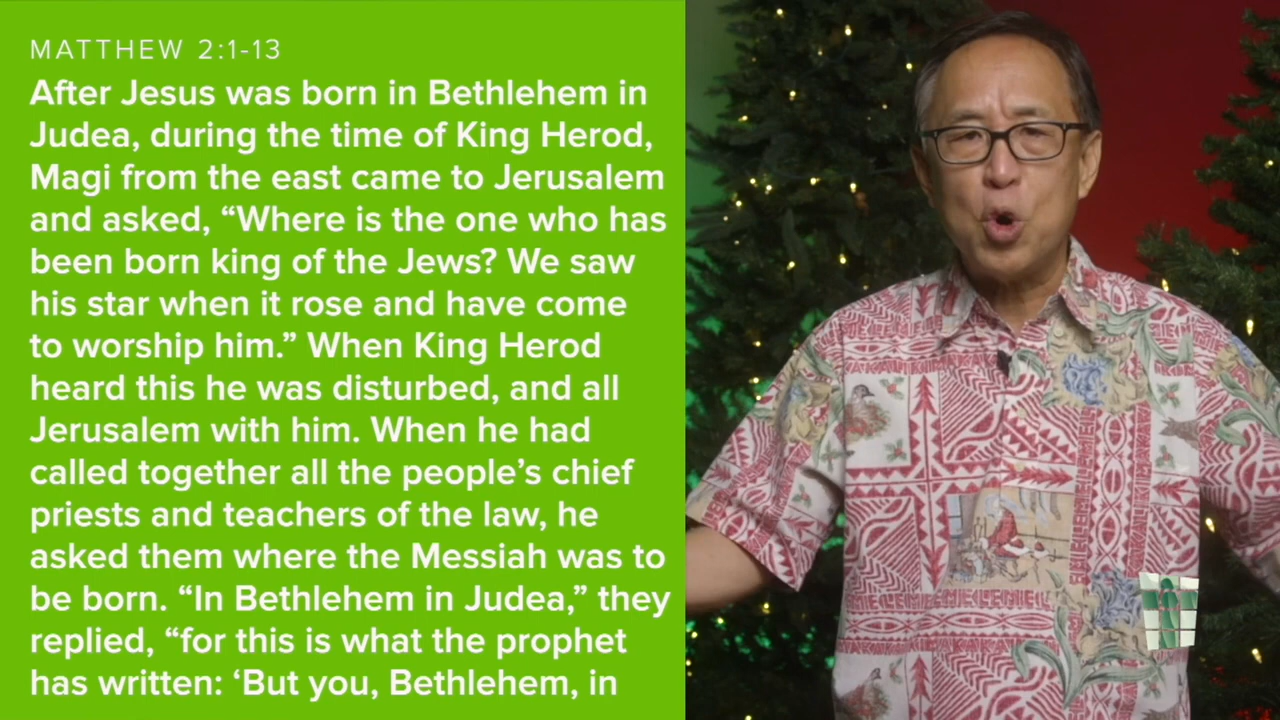 MATTHEW 2:1-13
After Jesus was born in Bethlehem in
Judea, during the time of King Herod,
Magi from the east came to Jerusalem
and asked, “Where is the one who has
been born king of the Jews? We saw
his star when it rose and have come
to worship him.” When King Herod
heard this he was disturbed, and all
Jerusalem with him. When he had
called together all the people’s chief
priests and teachers of the law, he
asked them where the Messiah was to
be born. “In Bethlehem in Judea,” they
replied, “for this is what the prophet
has written: ‘But you, Bethlehem, in